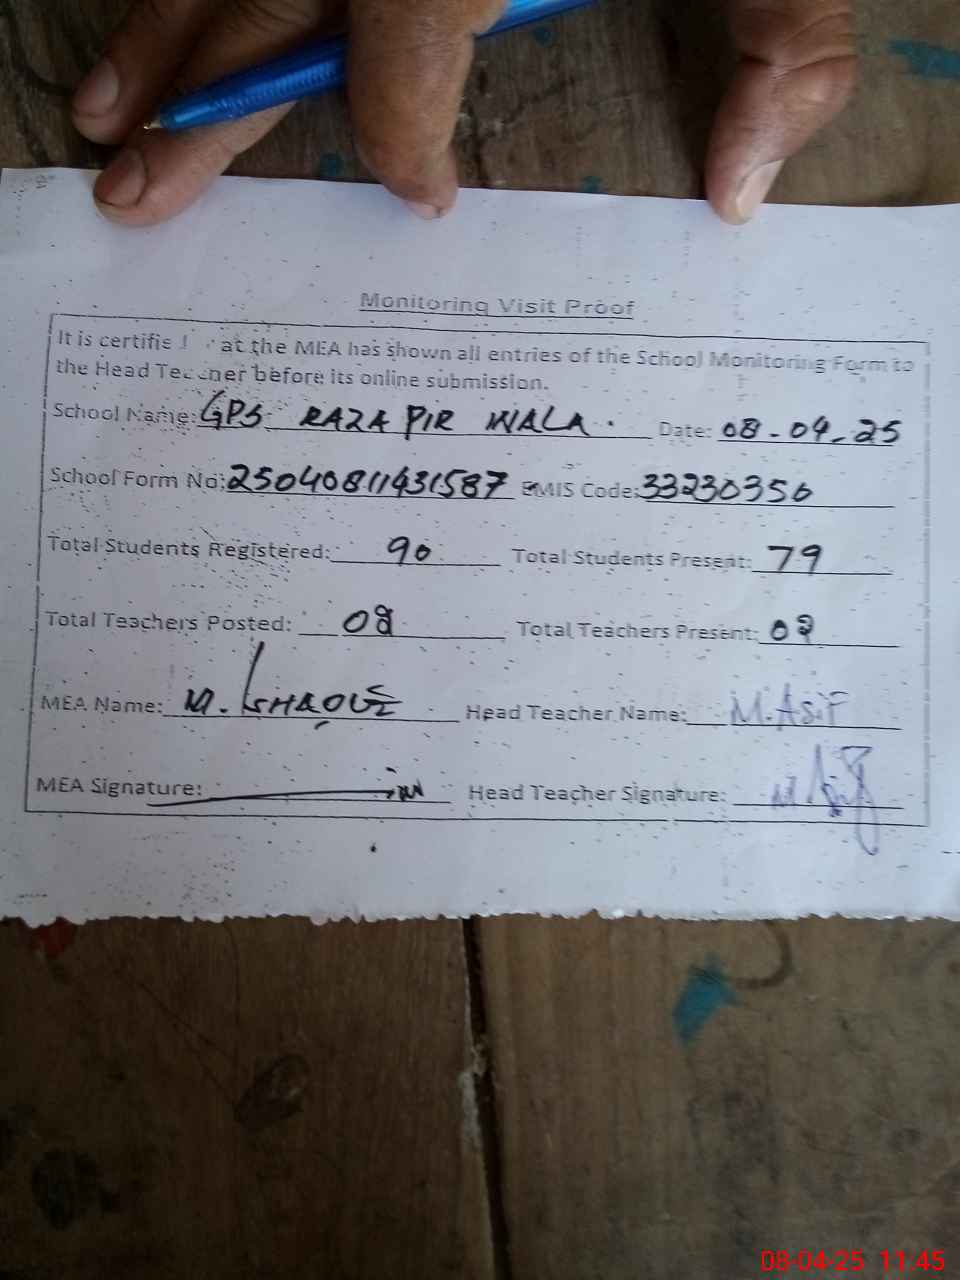 Monitoring Visit Proof
It is certifie at the MEA has shown all entries of the School Monitoring Form to
the Head Teacher before its online submission.
School Name: GPS RAZA PIR WALA. Date: 08-04-25
School Form No: 25040811431587 EMIS Code: 33230350
Total Students Registered: 90 Total Students Present: 79
Total Teachers Posted: Total Teachers Present:
MEA Name: M. Head Teacher Name: M. ASIF
MEA Signature: Head Teacher Signature: M Asif
08-04-25 11:45